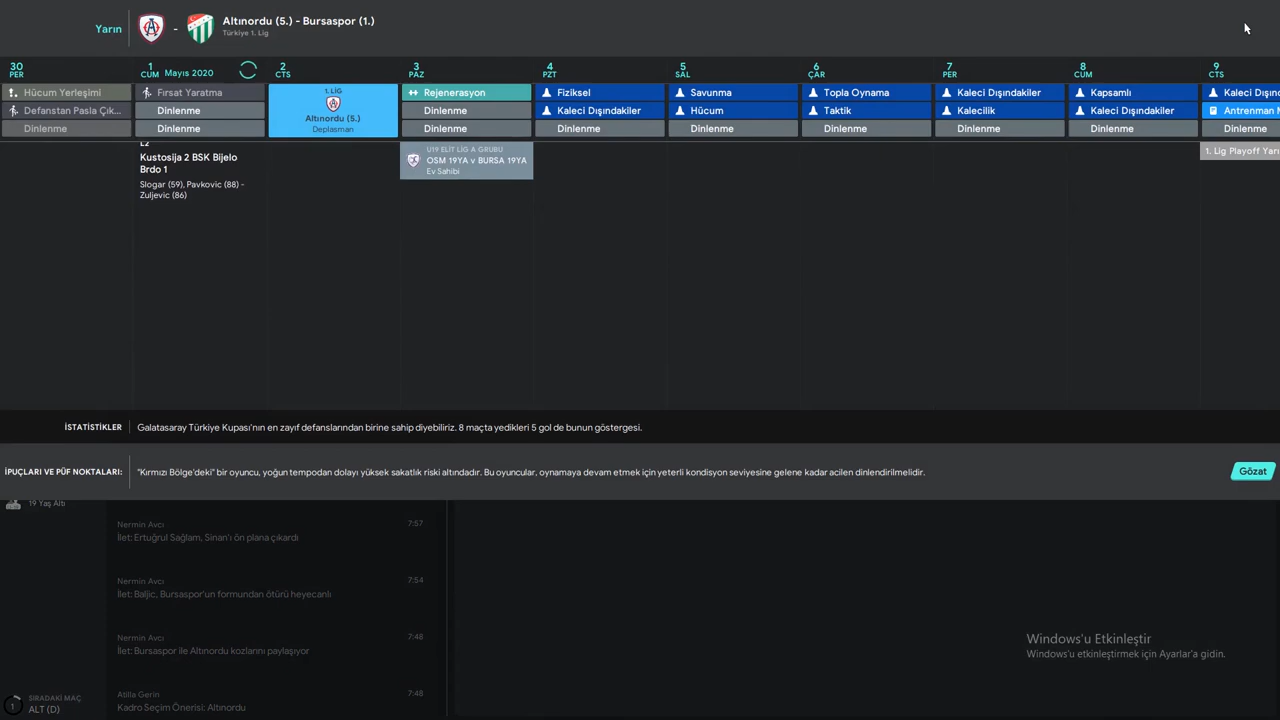 Yarın
Altınordu (5.) - Bursaspor (1.)
Türkiye 1. Lig
30 PER
1 CUM Mayıs 2020
2 CTS
3 PAZ
4 PZT
5 SAL
6 ÇAR
7 PER
8 CUM
9 CTS
Hücum Yerleşimi
Defanstan Pasla Çık...
Dinlenme
Fırsat Yaratma
Dinlenme
Dinlenme
1. LİG
Altınordu (5.)
Deplasman
Rejenerasyon
Dinlenme
Dinlenme
Fiziksel
Kaleci Dışındakiler
Dinlenme
Savunma
Hücum
Dinlenme
Topla Oynama
Taktik
Dinlenme
Kaleci Dışındakiler
Kalecilik
Dinlenme
Kapsamlı
Kaleci Dışındakiler
Dinlenme
Kaleci Dışınd
Antrenman M
Dinlenme
L2
Kustosija 2 BSK Bijelo
Brdo 1
Slogar (59), Pavkovic (88) -
Zuljevic (86)
U19 ELİT LİG A GRUBU
OSM 19YA v BURSA 19YA
Ev Sahibi
1. Lig Playoff Yarı
İSTATİSTİKLER
Galatasaray Türkiye Kupası'nın en zayıf defanslarından birine sahip diyebiliriz. 8 maçta yedikleri 5 gol de bunun göstergesi.
İPUÇLARI VE PÜF NOKTALARI:
"Kırmızı Bölge'deki" bir oyuncu, yoğun tempodan dolayı yüksek sakatlık riski altındadır. Bu oyuncular, oynamaya devam etmek için yeterli kondisyon seviyesine gelene kadar acilen dinlendirilmelidir.
Gözat
19 Yaş Altı
Nermin Avcı 7:57
İlet: Ertuğrul Sağlam, Sinan'ı ön plana çıkardı
Nermin Avcı 7:54
İlet: Baljic, Bursaspor'un formundan ötürü heyecanlı
Nermin Avcı 7:48
İlet: Bursaspor ile Altınordu kozlarını paylaşıyor
Atilla Gerin 7:48
Kadro Seçim Önerisi: Altınordu
1
SIRADAKİ MAÇ
ALT (D)
Windows'u Etkinleştir
Windows'u etkinleştirmek için Ayarlar'a gidin.